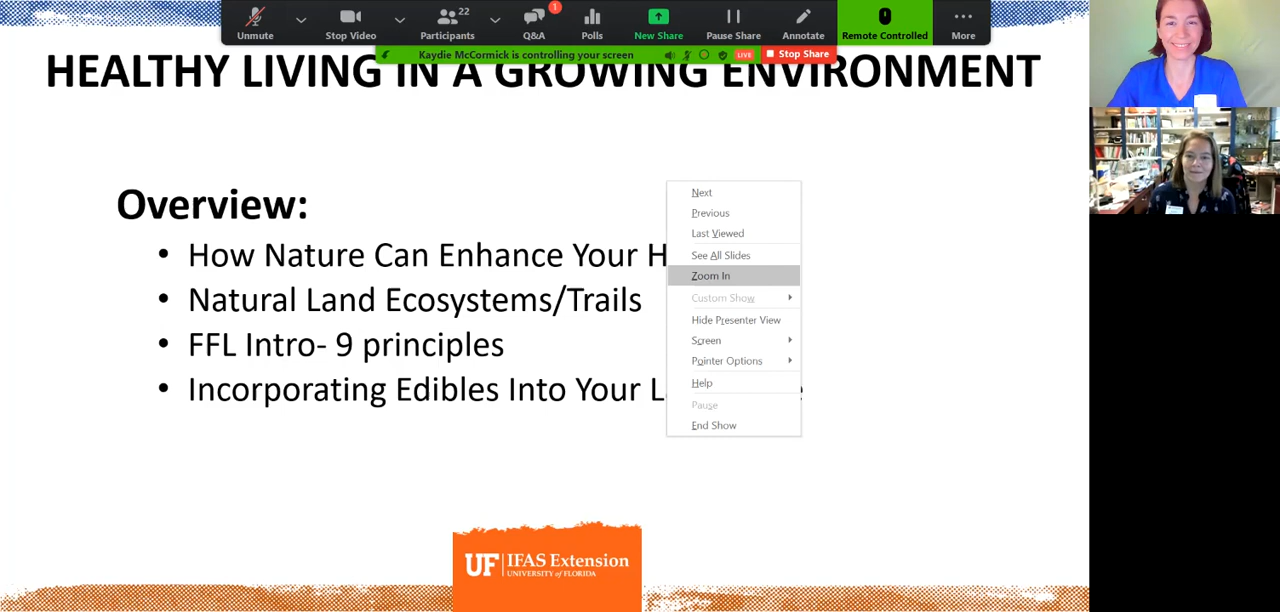 22
1
Unmute
Stop Video
Participants
Q&A
Polls
New Share
Pause Share
Annotate
Remote Controlled
More
Kaydie McCormick is controlling your screen
LIVE
Stop Share
HEALTHY LIVING IN A GROWING ENVIRONMENT
Overview:
• How Nature Can Enhance Your H
• Natural Land Ecosystems/Trails
• FFL Intro- 9 principles
• Incorporating Edibles Into Your L
Next
Previous
Last Viewed
See All Slides
Zoom In
Custom Show
Hide Presenter View
Screen
Pointer Options
Help
Pause
End Show
UF IFAS Extension
UNIVERSITY of FLORIDA